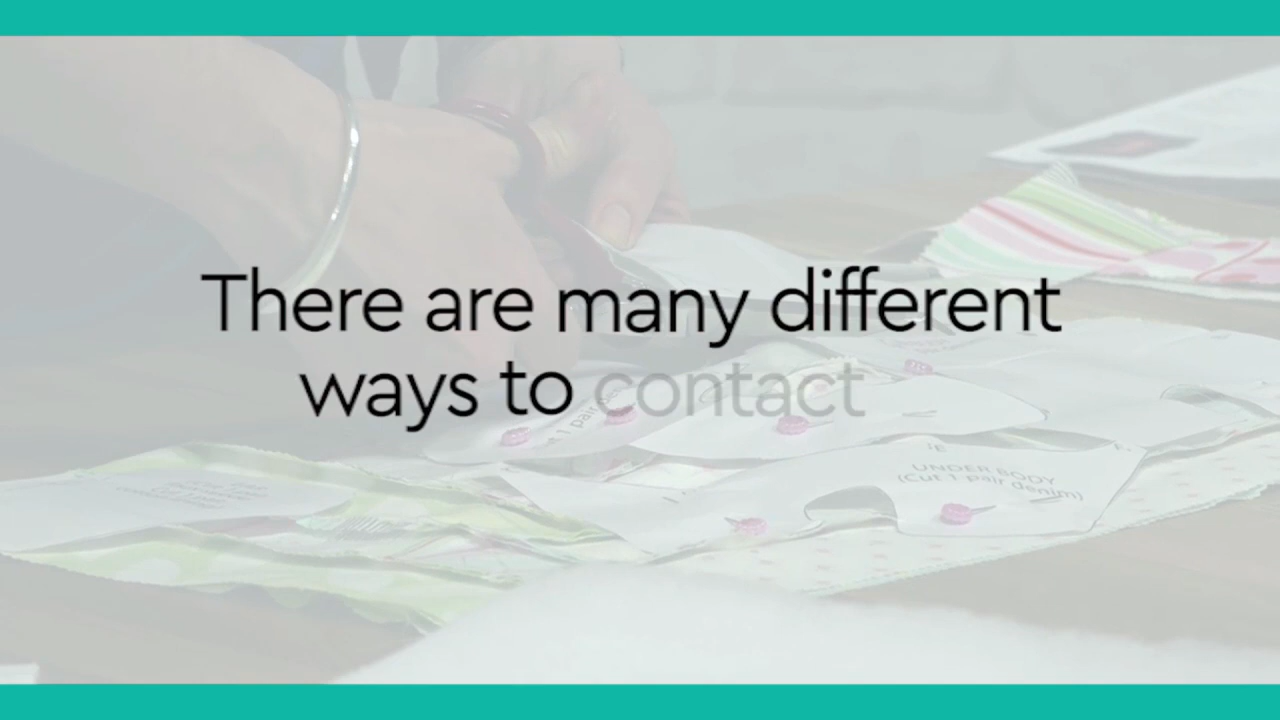 There are many different
ways to contact
UNDER BODY
(Cut 1 pair denim)